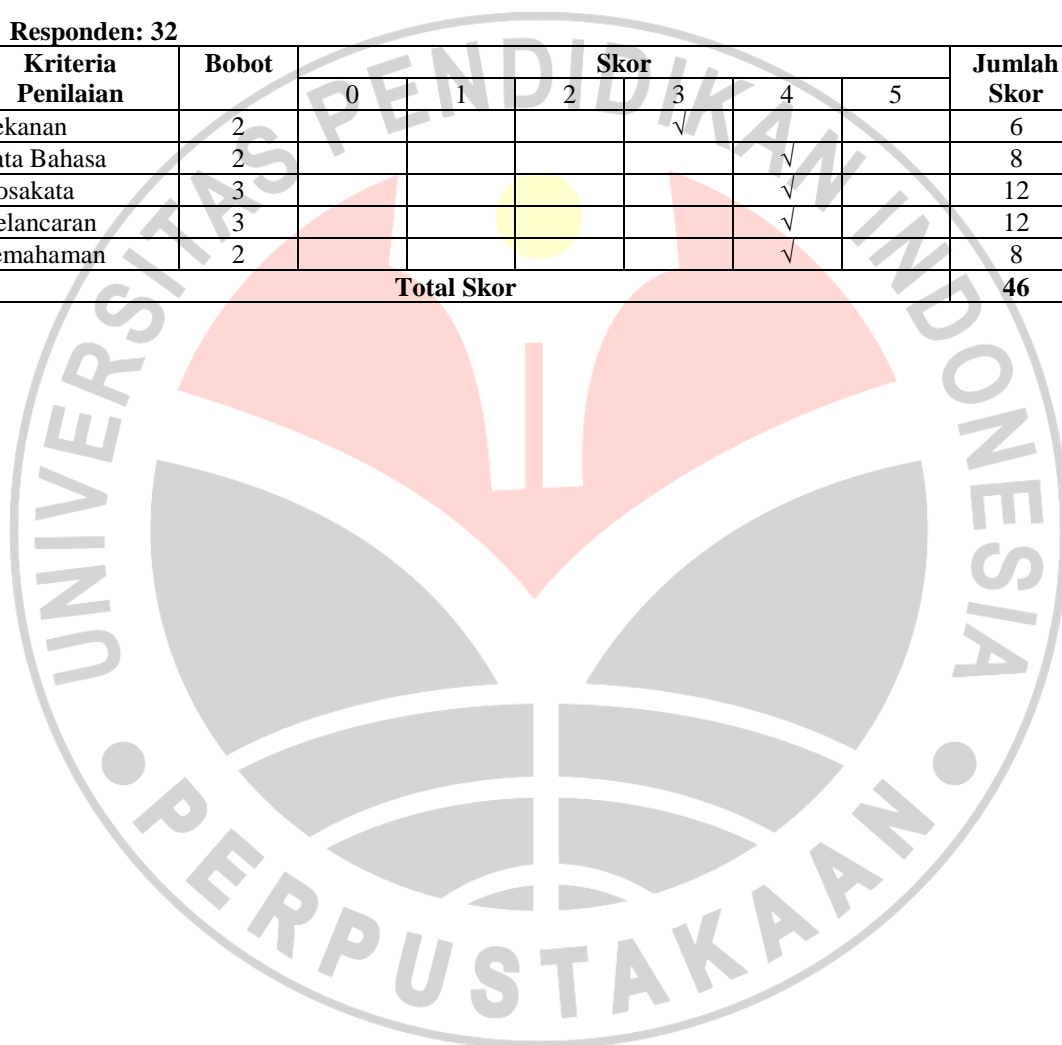 Responden: 32
Kriteria Penilaian Bobot Skor Jumlah Skor
0 1 2 3 4 5
ekanan 2 √ 6
ata Bahasa 2 √ 8
osakata 3 √ 12
elancaran 3 √ 12
emahaman 2 √ 8
Total Skor 46
UNIVERSITAS PENDIDIKAN INDONESIA
PERPUSTAKAAN